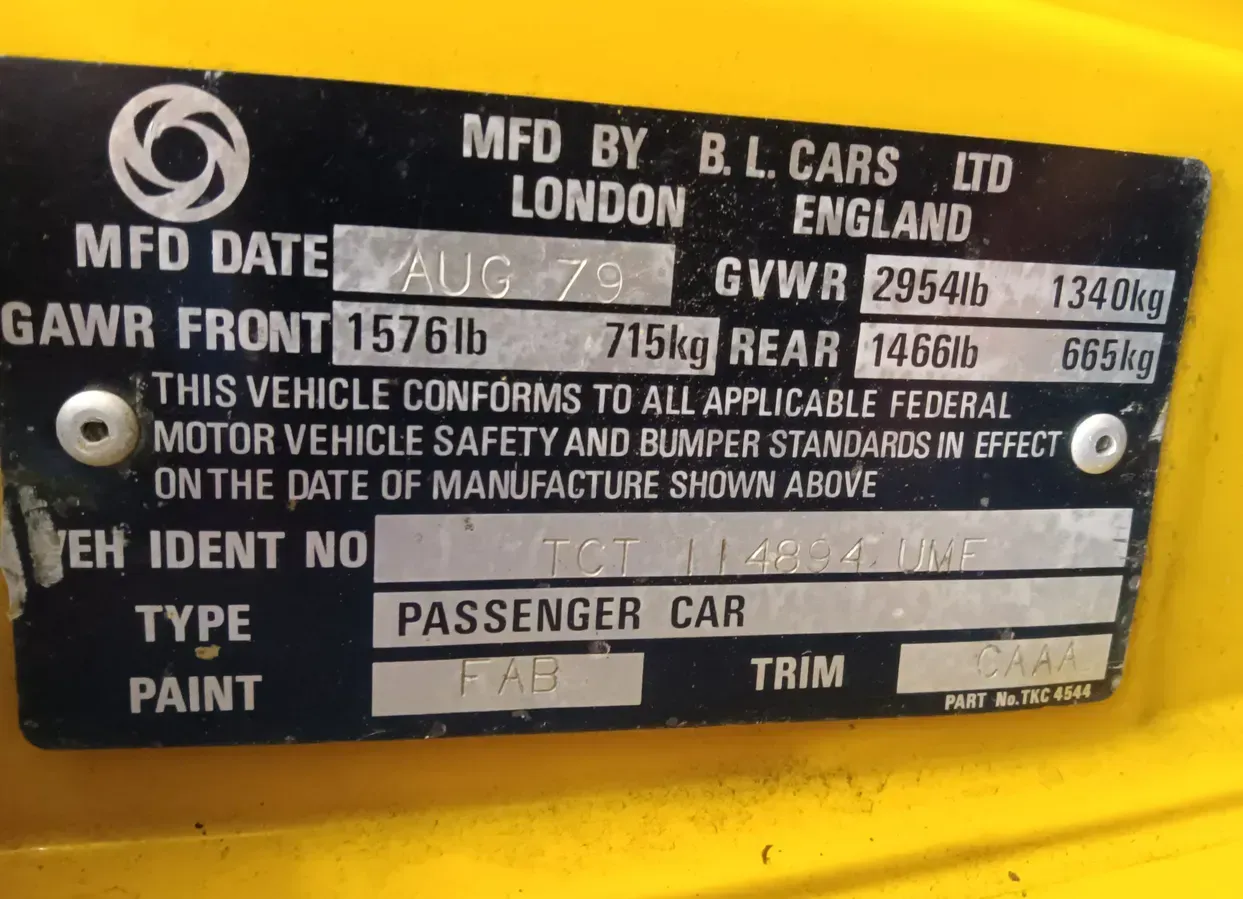 MFD BY B. L. CARS LTD
LONDON ENGLAND
MFD DATE AUG 79 GVWR 2954lb 1340kg
GAWR FRONT 1576lb 715kg REAR 1466lb 665kg
THIS VEHICLE CONFORMS TO ALL APPLICABLE FEDERAL
MOTOR VEHICLE SAFETY AND BUMPER STANDARDS IN EFFECT
ON THE DATE OF MANUFACTURE SHOWN ABOVE
VEH IDENT NO TCT 114894 UMF
TYPE PASSENGER CAR
PAINT FAB TRIM CAAA
PART No. TKC 4544